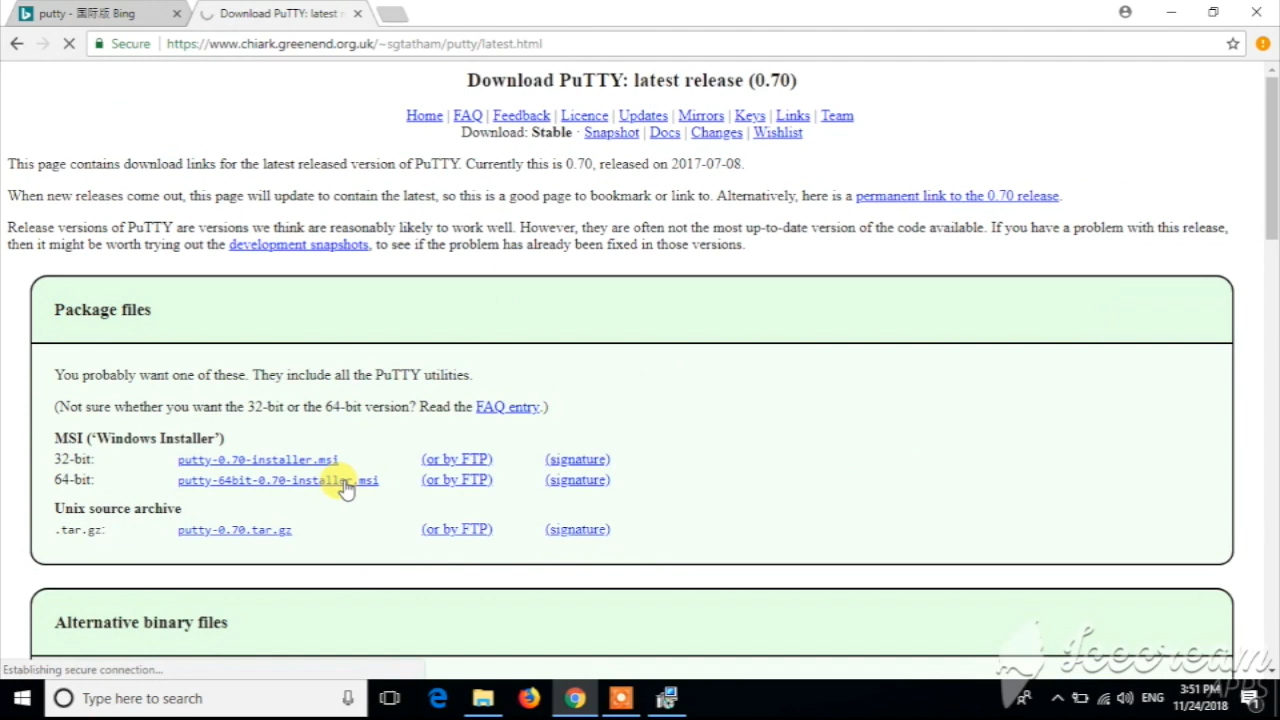 putty - 国际版 Bing
Download PuTTY: latest r
Secure
https://www.chiark.greenend.org.uk/~sgtatham/putty/latest.html
Download PuTTY: latest release (0.70)
Home | FAQ | Feedback | Licence | Updates | Mirrors | Keys | Links | Team
Download: Stable · Snapshot | Docs | Changes | Wishlist
This page contains download links for the latest released version of PuTTY. Currently this is 0.70, released on 2017-07-08.
When new releases come out, this page will update to contain the latest, so this is a good page to bookmark or link to. Alternatively, here is a permanent link to the 0.70 release.
Release versions of PuTTY are versions we think are reasonably likely to work well. However, they are often not the most up-to-date version of the code available. If you have a problem with this release,
then it might be worth trying out the development snapshots, to see if the problem has already been fixed in those versions.
Package files
You probably want one of these. They include all the PuTTY utilities.
(Not sure whether you want the 32-bit or the 64-bit version? Read the FAQ entry.)
MSI (‘Windows Installer’)
32-bit: putty-0.70-installer.msi (or by FTP) (signature)
64-bit: putty-64bit-0.70-installer.msi (or by FTP) (signature)
Unix source archive
.tar.gz: putty-0.70.tar.gz (or by FTP) (signature)
Alternative binary files
Establishing secure connection...
Icecream
APPS
Type here to search
ENG
3:51 PM
11/24/2018
1